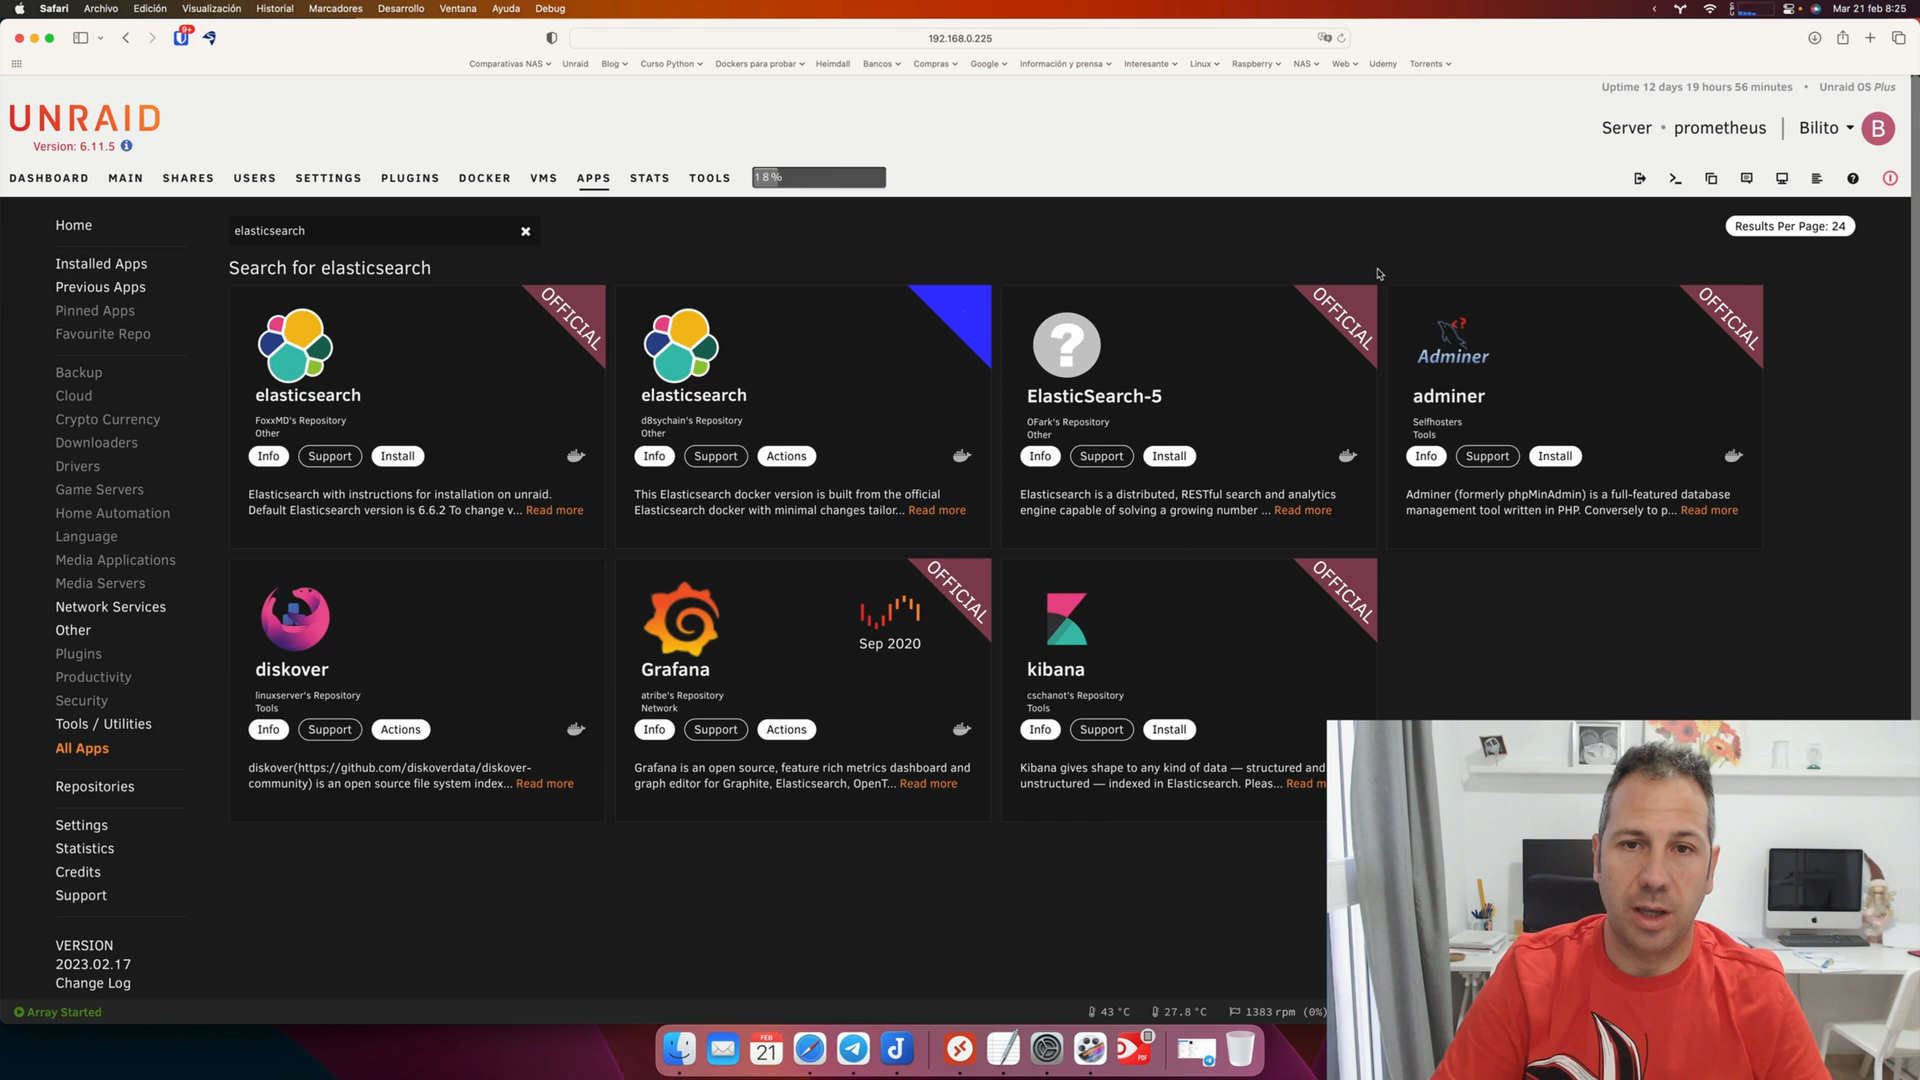 Safari Archivo Edición Visualización Historial Marcadores Desarrollo Ventana Ayuda Debug
Mar 21 feb 8:25
9+
192.168.0.225
Comparativas NAS Unraid Blog Curso Python Dockers para probar Heimdall Bancos Compras Google Información y prensa Interesante Linux Raspberry NAS Web Udemy Torrents
Uptime 12 days 19 hours 56 minutes • Unraid OS Plus
UNRAID
Version: 6.11.5
Server • prometheus
Bilito
B
DASHBOARD MAIN SHARES USERS SETTINGS PLUGINS DOCKER VMS APPS STATS TOOLS
18%
Home
Installed Apps
Previous Apps
Pinned Apps
Favourite Repo
Backup
Cloud
Crypto Currency
Downloaders
Drivers
Game Servers
Home Automation
Language
Media Applications
Media Servers
Network Services
Other
Plugins
Productivity
Security
Tools / Utilities
All Apps
Repositories
Settings
Statistics
Credits
Support
VERSION
2023.02.17
Change Log
elasticsearch
Results Per Page: 24
Search for elasticsearch
OFFICIAL
elasticsearch
FoxxMD's Repository
Other
Info Support Install
Elasticsearch with instructions for installation on unraid.
Default Elasticsearch version is 6.6.2 To change v... Read more
elasticsearch
d8sychain's Repository
Other
Info Support Actions
This Elasticsearch docker version is built from the official
Elasticsearch docker with minimal changes tailor... Read more
OFFICIAL
?
ElasticSearch-5
OFark's Repository
Other
Info Support Install
Elasticsearch is a distributed, RESTful search and analytics
engine capable of solving a growing number ... Read more
OFFICIAL
Adminer
adminer
Selfhosters
Tools
Info Support Install
Adminer (formerly phpMinAdmin) is a full-featured database
management tool written in PHP. Conversely to p... Read more
diskover
linuxserver's Repository
Tools
Info Support Actions
diskover(https://github.com/diskoverdata/diskover-
community) is an open source file system index... Read more
OFFICIAL
Sep 2020
Grafana
atribe's Repository
Network
Info Support Actions
Grafana is an open source, feature rich metrics dashboard and
graph editor for Graphite, Elasticsearch, OpenT... Read more
OFFICIAL
kibana
cschanot's Repository
Tools
Info Support Install
Kibana gives shape to any kind of data — structured and
unstructured — indexed in Elasticsearch. Pleas... Read m
Array Started
43 °C 27.8 °C 1383 rpm (0%)
FEB
21
J
PDF